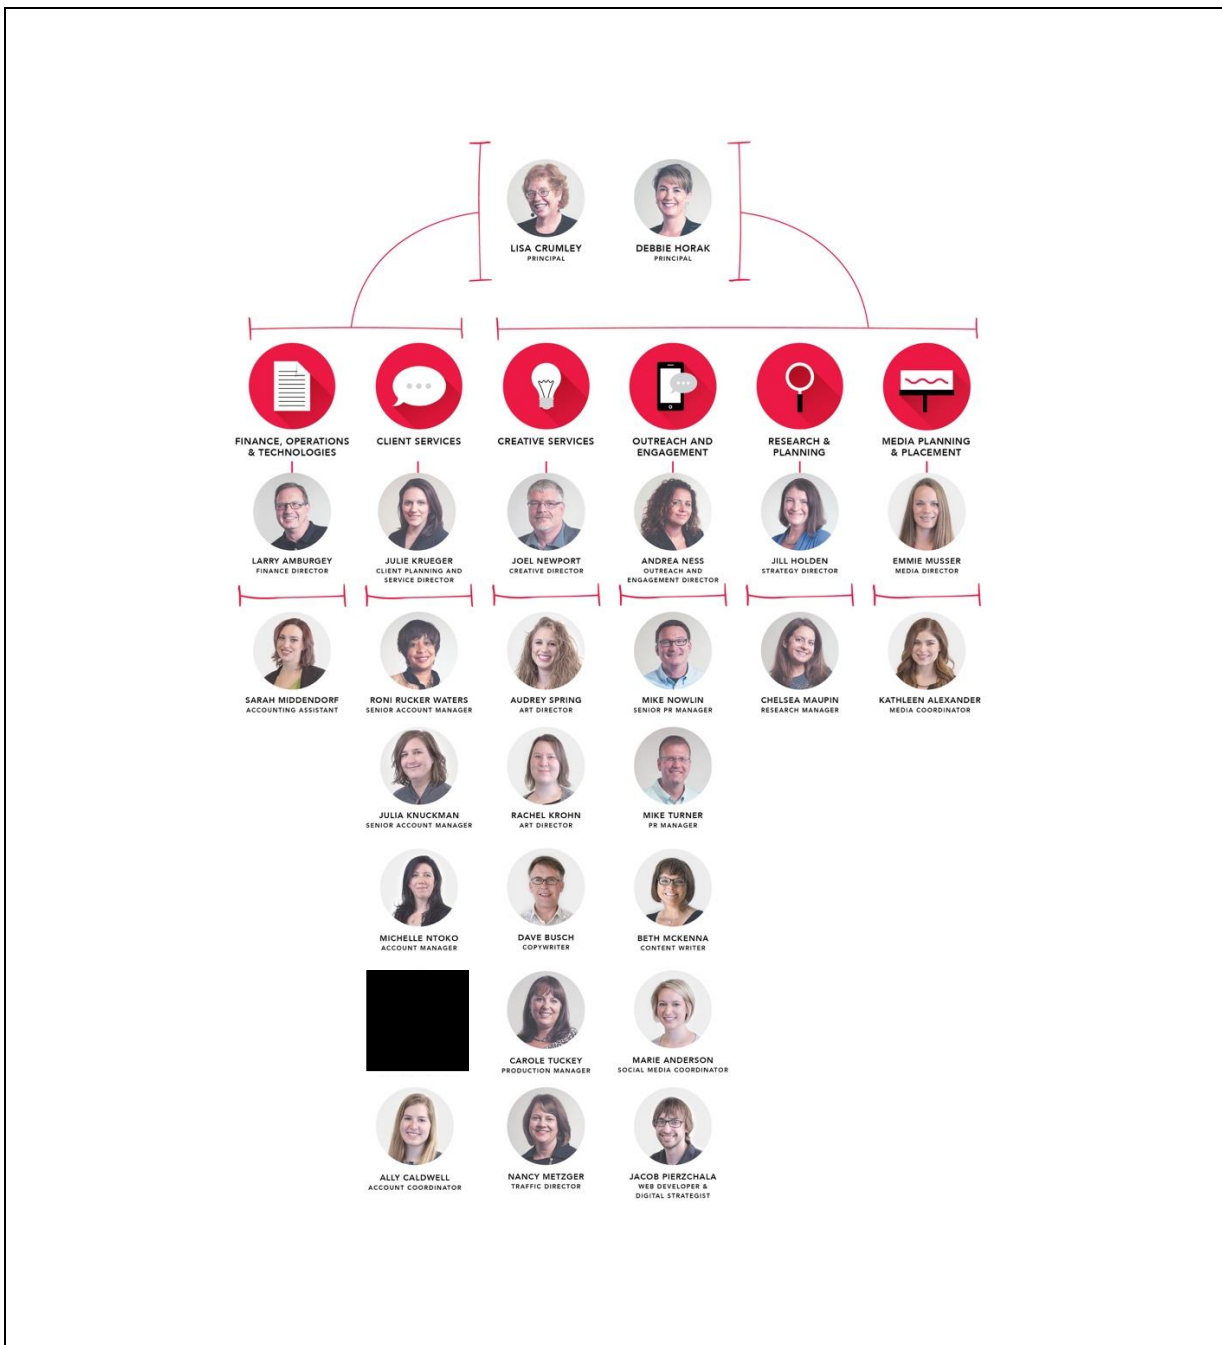 LISA CRUMLEY
PRINCIPAL
DEBBIE HORAK
PRINCIPAL
FINANCE, OPERATIONS
& TECHNOLOGIES
CLIENT SERVICES
CREATIVE SERVICES
OUTREACH AND
ENGAGEMENT
RESEARCH &
PLANNING
MEDIA PLANNING
& PLACEMENT
LARRY AMBURGEY
FINANCE DIRECTOR
JULIE KRUEGER
CLIENT PLANNING AND
SERVICE DIRECTOR
JOEL NEWPORT
CREATIVE DIRECTOR
ANDREA NESS
OUTREACH AND
ENGAGEMENT DIRECTOR
JILL HOLDEN
STRATEGY DIRECTOR
EMMIE MUSSER
MEDIA DIRECTOR
SARAH MIDDENDORF
ACCOUNTING ASSISTANT
RONI RUCKER WATERS
SENIOR ACCOUNT MANAGER
AUDREY SPRING
ART DIRECTOR
MIKE NOWLIN
SENIOR PR MANAGER
CHELSEA MAUPIN
RESEARCH MANAGER
KATHLEEN ALEXANDER
MEDIA COORDINATOR
JULIA KNUCKMAN
SENIOR ACCOUNT MANAGER
RACHEL KROHN
ART DIRECTOR
MIKE TURNER
PR MANAGER
MICHELLE NTOKO
ACCOUNT MANAGER
DAVE BUSCH
COPYWRITER
BETH MCKENNA
CONTENT WRITER
CAROLE TUCKEY
PRODUCTION MANAGER
MARIE ANDERSON
SOCIAL MEDIA COORDINATOR
ALLY CALDWELL
ACCOUNT COORDINATOR
NANCY METZGER
TRAFFIC DIRECTOR
JACOB PIERZCHALA
WEB DEVELOPER &
DIGITAL STRATEGIST